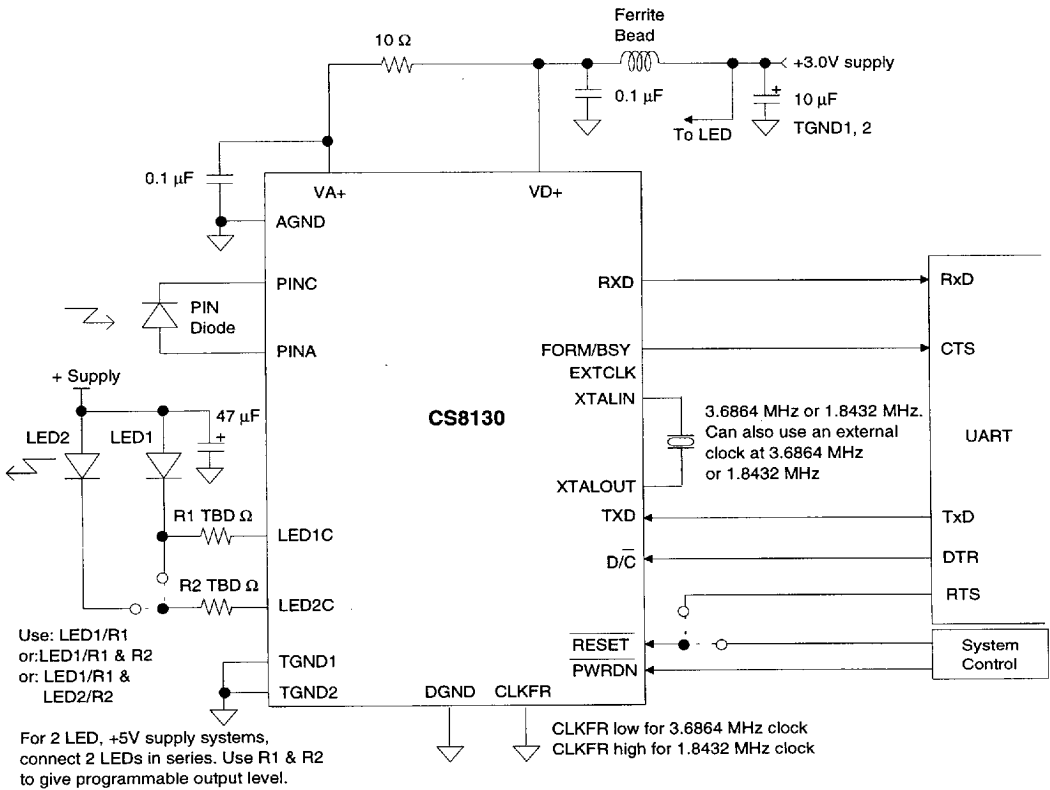 Ferrite
Bead
10 Ω
+3.0V supply
0.1 μF
+
10 μF
To LED
TGND1, 2
0.1 μF
VA+
VD+
AGND
PINC
PIN
Diode
PINA
RXD
RxD
FORM/BSY
CTS
EXTCLK
XTALIN
CS8130
3.6864 MHz or 1.8432 MHz.
Can also use an external
clock at 3.6864 MHz
or 1.8432 MHz
UART
XTALOUT
+ Supply
47 μF
+
LED2
LED1
R1 TBD Ω
LED1C
TXD
TxD
D/C̅
DTR
R2 TBD Ω
LED2C
RTS
Use: LED1/R1
or:LED1/R1 & R2
or: LED1/R1 &
LED2/R2
R̅E̅S̅E̅T̅
P̅W̅R̅D̅N̅
System
Control
TGND1
TGND2
DGND
CLKFR
CLKFR low for 3.6864 MHz clock
CLKFR high for 1.8432 MHz clock
For 2 LED, +5V supply systems,
connect 2 LEDs in series. Use R1 & R2
to give programmable output level.